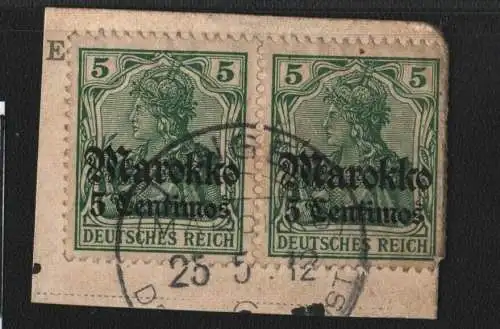 E
5 5 5 5
Marokko Marokko
5 Centimos 5 Centimos
DEUTSCHES REICH DEUTSCHES REICH
25 5 12